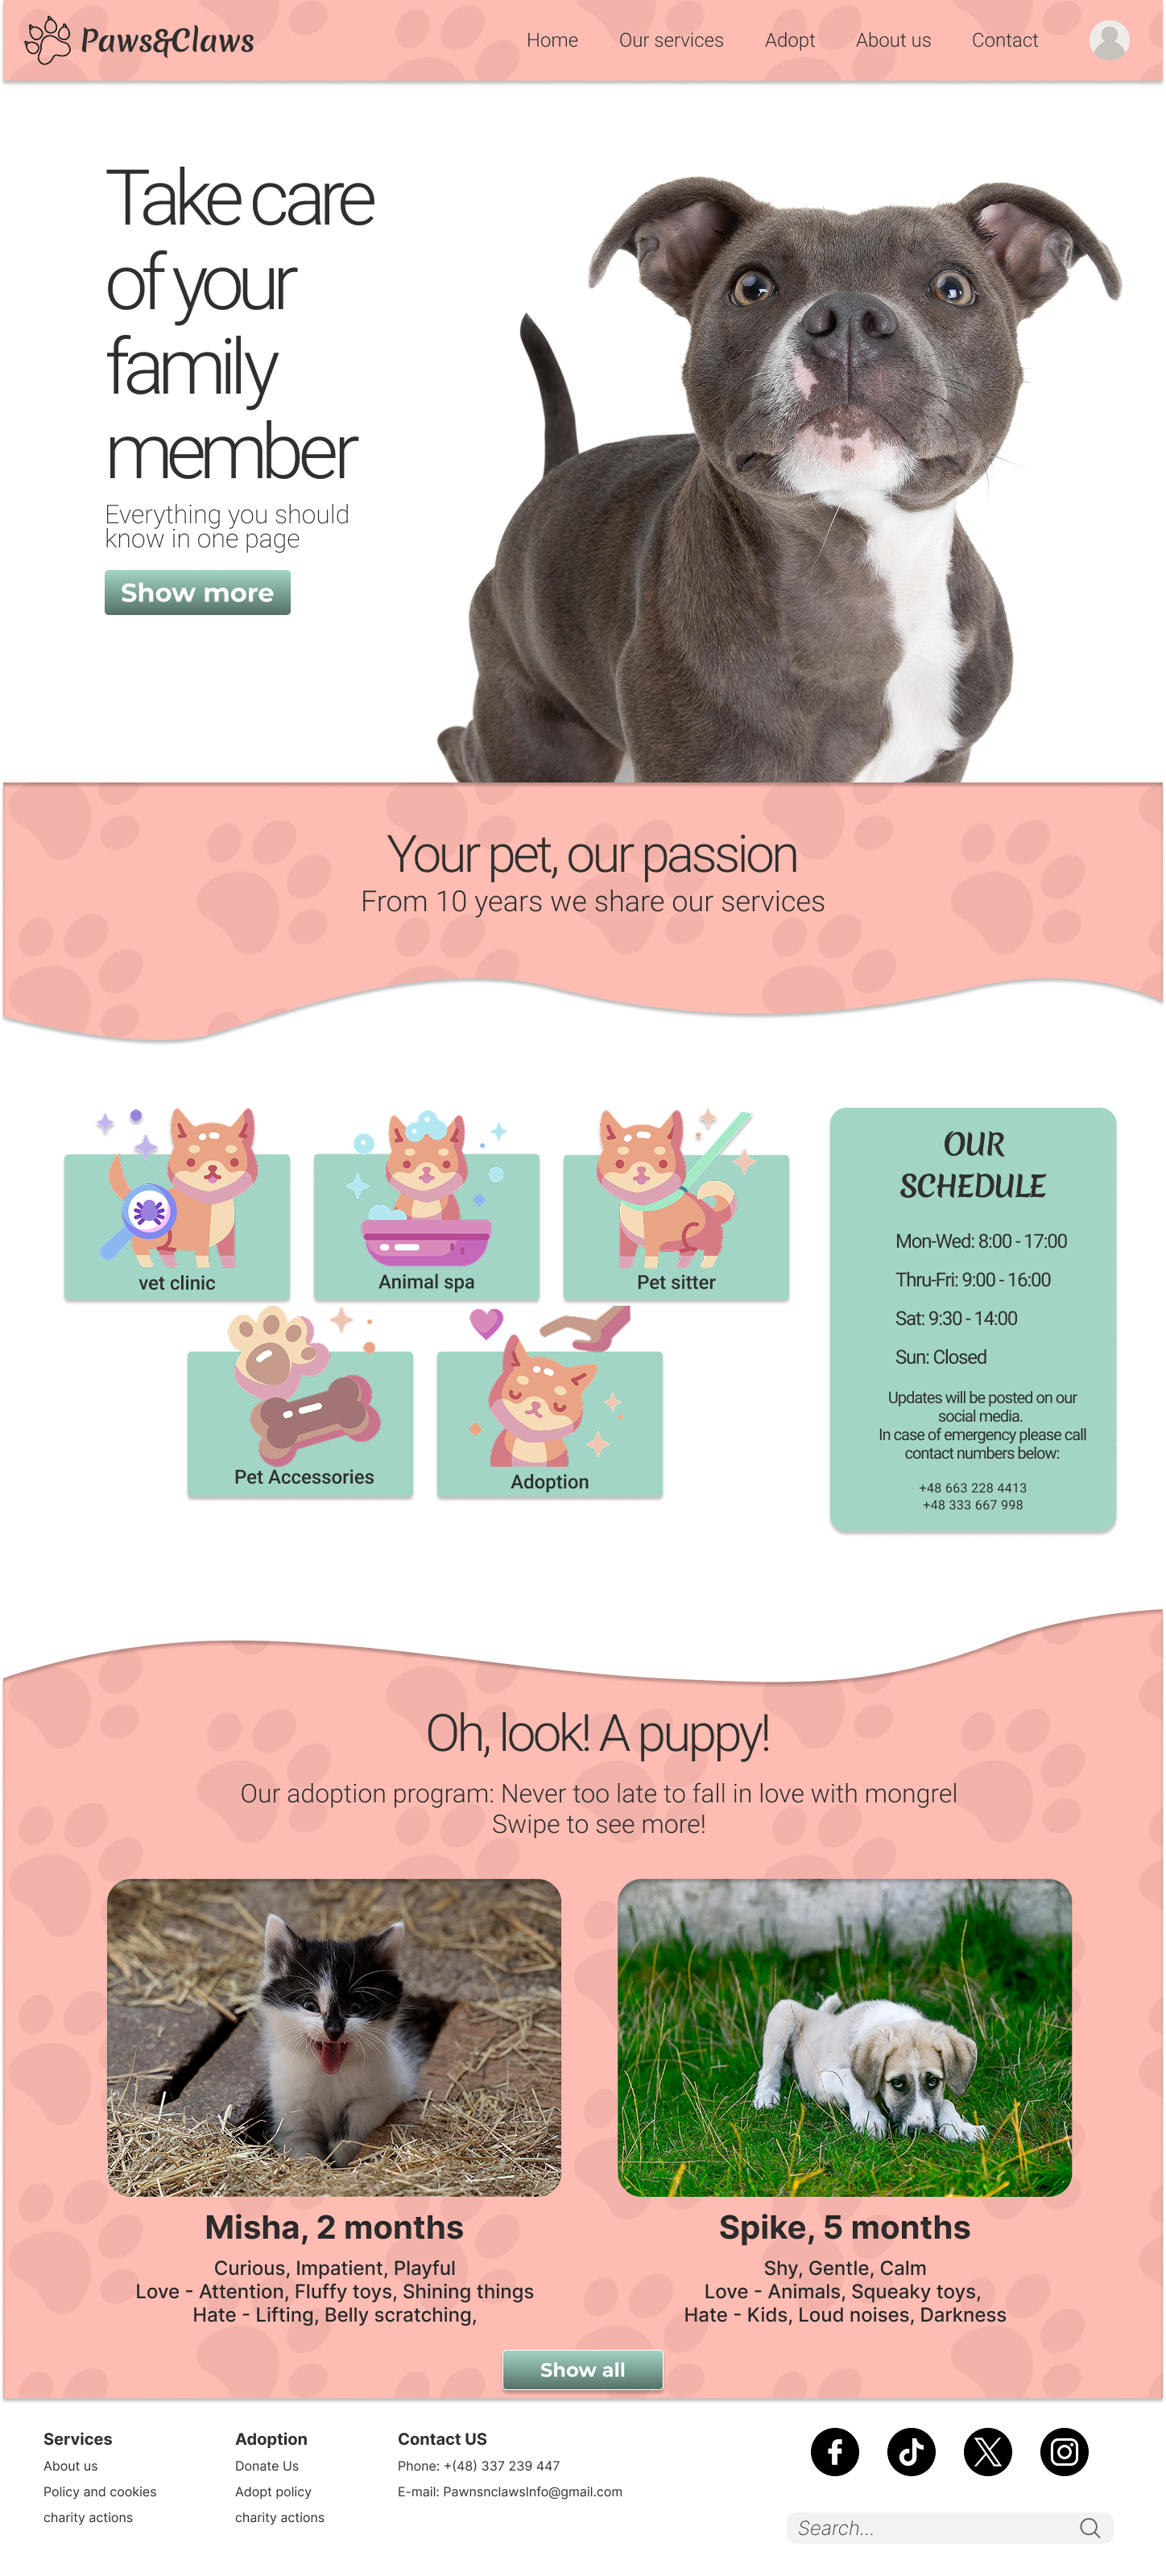 Paws&Claws
Home
Our services
Adopt
About us
Contact
Take care
of your
family
member
Everything you should
know in one page
Show more
Your pet, our passion
From 10 years we share our services
vet clinic
Animal spa
Pet sitter
Pet Accessories
Adoption
OUR
SCHEDULE
Mon-Wed: 8:00 - 17:00
Thru-Fri: 9:00 - 16:00
Sat: 9:30 - 14:00
Sun: Closed
Updates will be posted on our
social media.
In case of emergency please call
contact numbers below:
+48 663 228 4413
+48 333 667 998
Oh, look! A puppy!
Our adoption program: Never too late to fall in love with mongrel
Swipe to see more!
Misha, 2 months
Curious, Impatient, Playful
Love - Attention, Fluffy toys, Shining things
Hate - Lifting, Belly scratching,
Spike, 5 months
Shy, Gentle, Calm
Love - Animals, Squeaky toys,
Hate - Kids, Loud noises, Darkness
Show all
Services
About us
Policy and cookies
charity actions
Adoption
Donate Us
Adopt policy
charity actions
Contact US
Phone: +(48) 337 239 447
E-mail: PawnsnclawsInfo@gmail.com
Search...